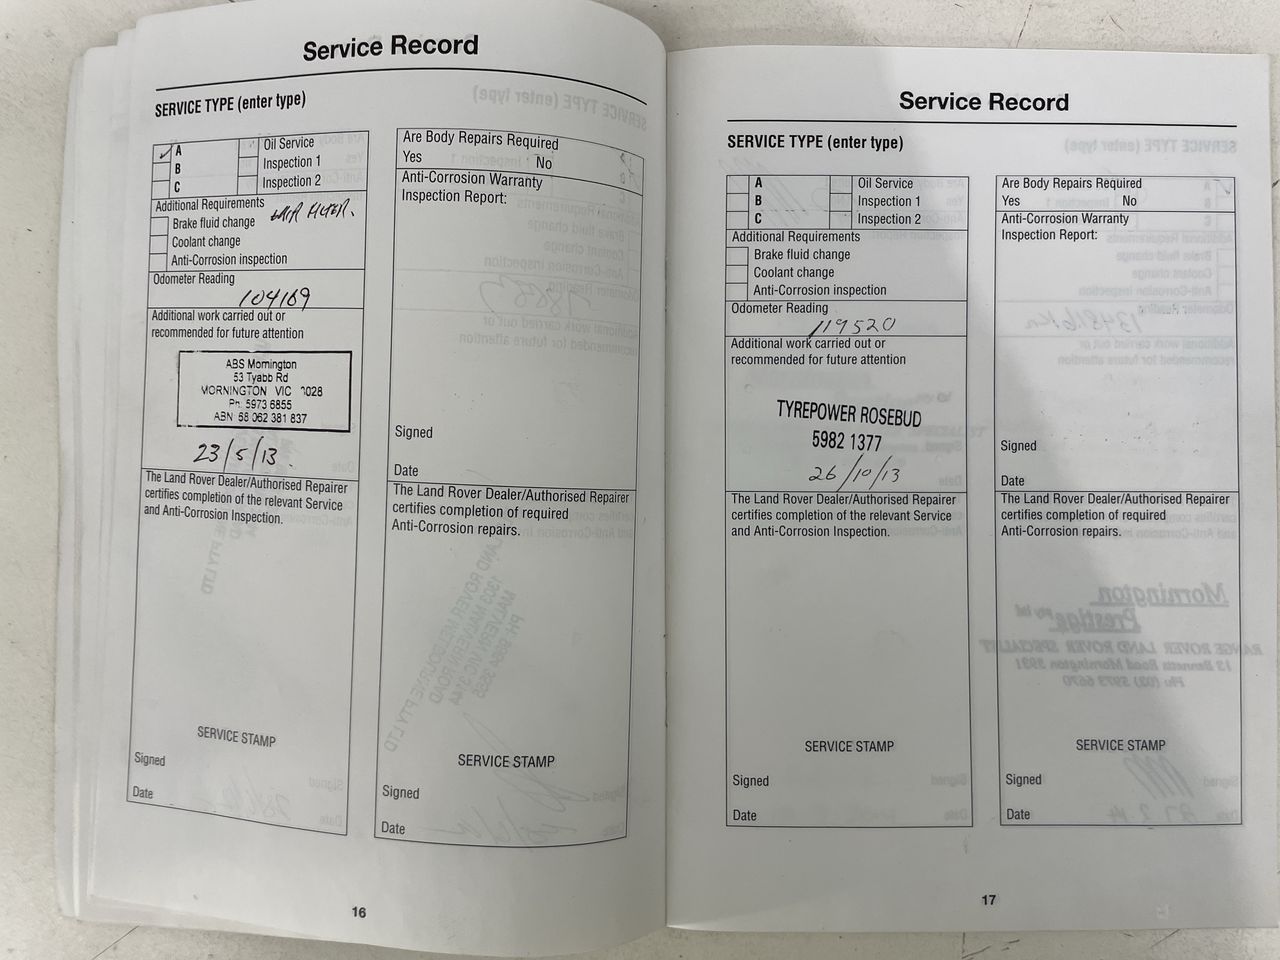 Service Record
SERVICE TYPE (enter type)
A
B
C
Oil Service
Inspection 1
Inspection 2
Additional Requirements
Brake fluid change
Coolant change
Anti-Corrosion inspection
Odometer Reading
104169
Additional work carried out or
recommended for future attention
ABS Mornington
53 Tyabb Rd
MORNINGTON VIC
Ph: 5973 6855
ABN 58 062 381 837
23/5/13.
The Land Rover Dealer/Authorised Repairer
certifies completion of the relevant Service
and Anti-Corrosion Inspection.
SERVICE STAMP
Signed
Date
Are Body Repairs Required
Yes No
Anti-Corrosion Warranty
Inspection Report:
Signed
Date
The Land Rover Dealer/Authorised Repairer
certifies completion of required
Anti-Corrosion repairs.
SERVICE STAMP
Signed
Date
16
Service Record
SERVICE TYPE (enter type)
A
B
C
Oil Service
Inspection 1
Inspection 2
Additional Requirements
Brake fluid change
Coolant change
Anti-Corrosion inspection
Odometer Reading
119520
Additional work carried out or
recommended for future attention
TYREPOWER ROSEBUD
5982 1377
26/10/13
The Land Rover Dealer/Authorised Repairer
certifies completion of the relevant Service
and Anti-Corrosion Inspection.
SERVICE STAMP
Signed
Date
Are Body Repairs Required
Yes No
Anti-Corrosion Warranty
Inspection Report:
Signed
Date
The Land Rover Dealer/Authorised Repairer
certifies completion of required
Anti-Corrosion repairs.
SERVICE STAMP
Signed
Date
17